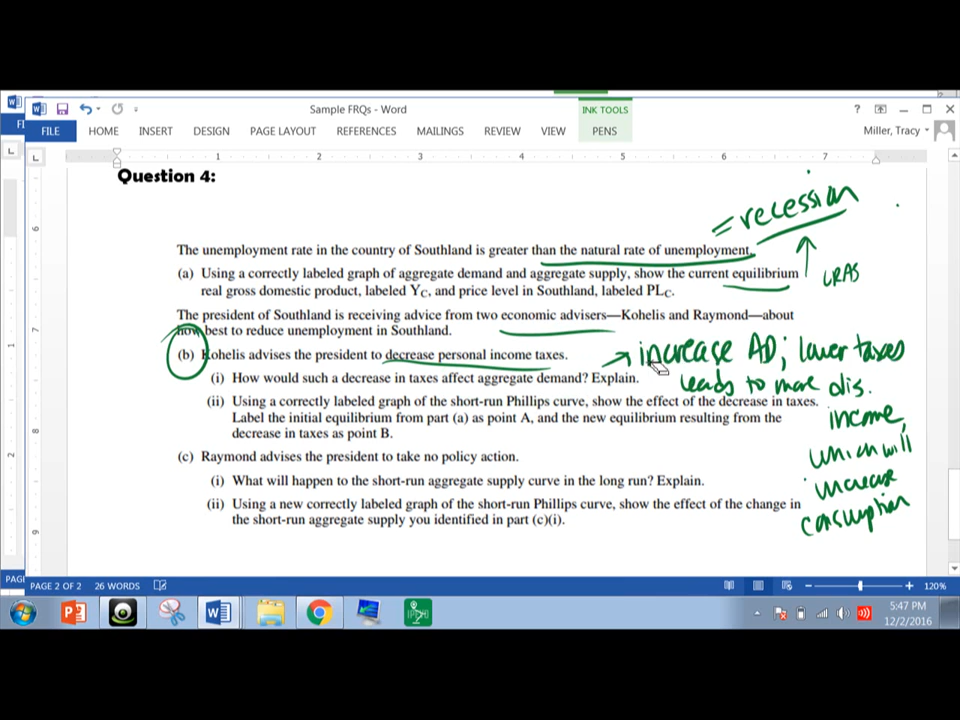 Sample FRQs - Word
INK TOOLS
FILE
HOME
INSERT
DESIGN
PAGE LAYOUT
REFERENCES
MAILINGS
REVIEW
VIEW
PENS
Miller, Tracy
1 2 3 4 5 6 7
Question 4:
= recession
The unemployment rate in the country of Southland is greater than the natural rate of unemployment.
LRAS
(a) Using a correctly labeled graph of aggregate demand and aggregate supply, show the current equilibrium
real gross domestic product, labeled YC, and price level in Southland, labeled PLC.
The president of Southland is receiving advice from two economic advisers—Kohelis and Raymond—about
how best to reduce unemployment in Southland.
(b) Kohelis advises the president to decrease personal income taxes.
increase AD; lower taxes
leads to more dis.
income,
which will
increase
consumption
(i) How would such a decrease in taxes affect aggregate demand? Explain.
(ii) Using a correctly labeled graph of the short-run Phillips curve, show the effect of the decrease in taxes.
Label the initial equilibrium from part (a) as point A, and the new equilibrium resulting from the
decrease in taxes as point B.
(c) Raymond advises the president to take no policy action.
(i) What will happen to the short-run aggregate supply curve in the long run? Explain.
(ii) Using a new correctly labeled graph of the short-run Phillips curve, show the effect of the change in
the short-run aggregate supply you identified in part (c)(i).
PAGE 2 OF 2
26 WORDS
120%
5:47 PM
12/2/2016